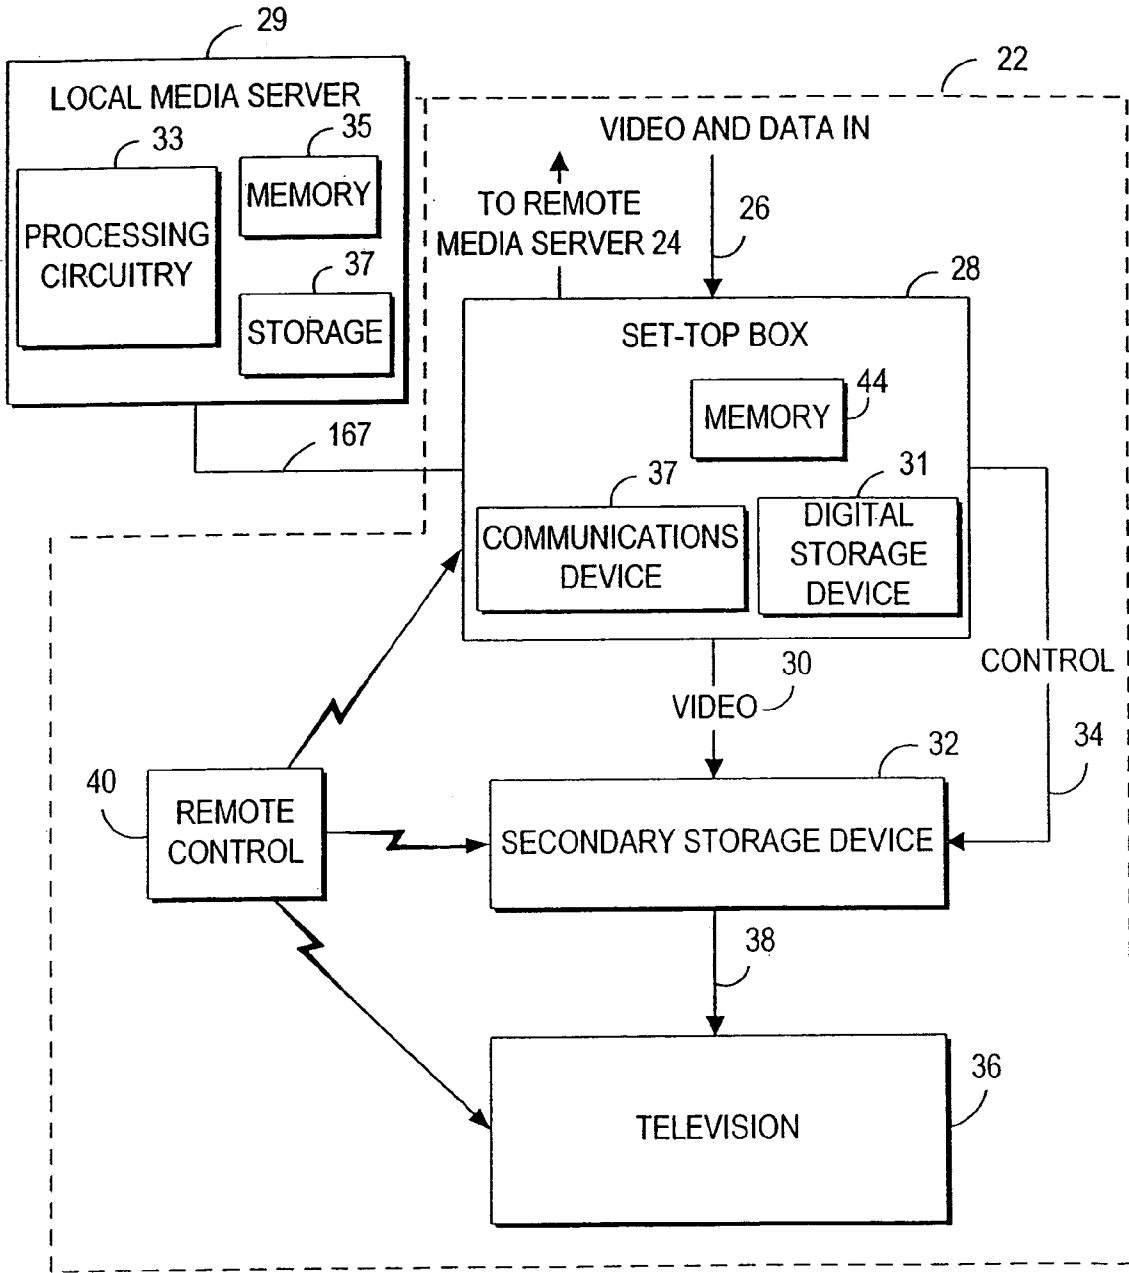 29
LOCAL MEDIA SERVER
33
PROCESSING
CIRCUITRY
35
MEMORY
37
STORAGE
22
VIDEO AND DATA IN
TO REMOTE
MEDIA SERVER 24
26
28
SET-TOP BOX
MEMORY
44
167
37
COMMUNICATIONS
DEVICE
31
DIGITAL
STORAGE
DEVICE
CONTROL
30
VIDEO
34
32
40
REMOTE
CONTROL
SECONDARY STORAGE DEVICE
38
36
TELEVISION